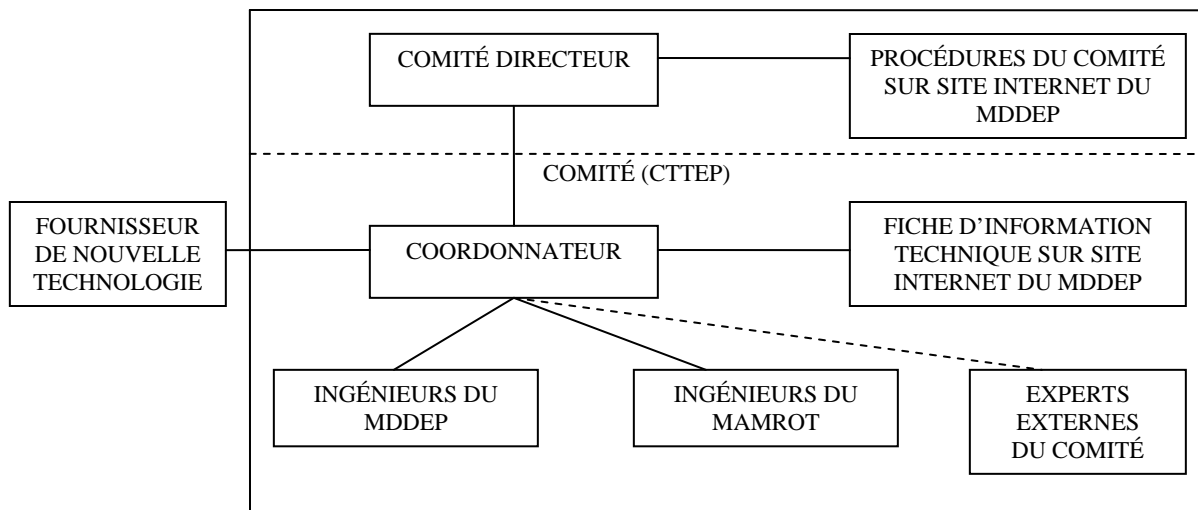 COMITÉ DIRECTEUR
PROCÉDURES DU COMITÉ
SUR SITE INTERNET DU
MDDEP
COMITÉ (CTTEP)
FOURNISSEUR
DE NOUVELLE
TECHNOLOGIE
COORDONNATEUR
FICHE D’INFORMATION
TECHNIQUE SUR SITE
INTERNET DU MDDEP
INGÉNIEURS DU
MDDEP
INGÉNIEURS DU
MAMROT
EXPERTS
EXTERNES
DU COMITÉ